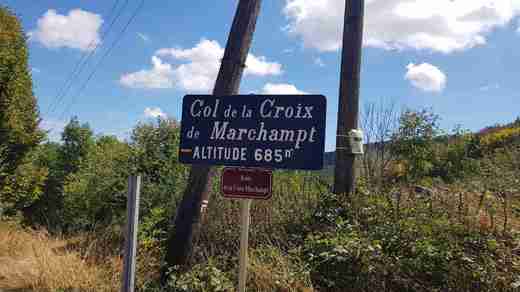 Col de la Croix
de Marchampt
ALTITUDE 685m